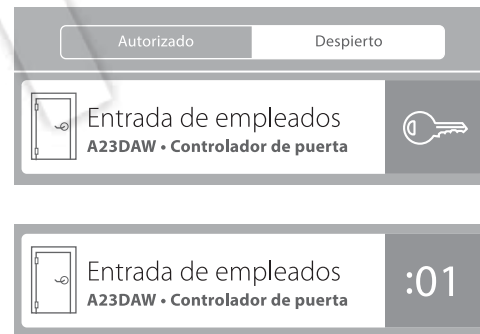 Autorizado Despierto
Entrada de empleados
A23DAW • Controlador de puerta
Entrada de empleados :01
A23DAW • Controlador de puerta